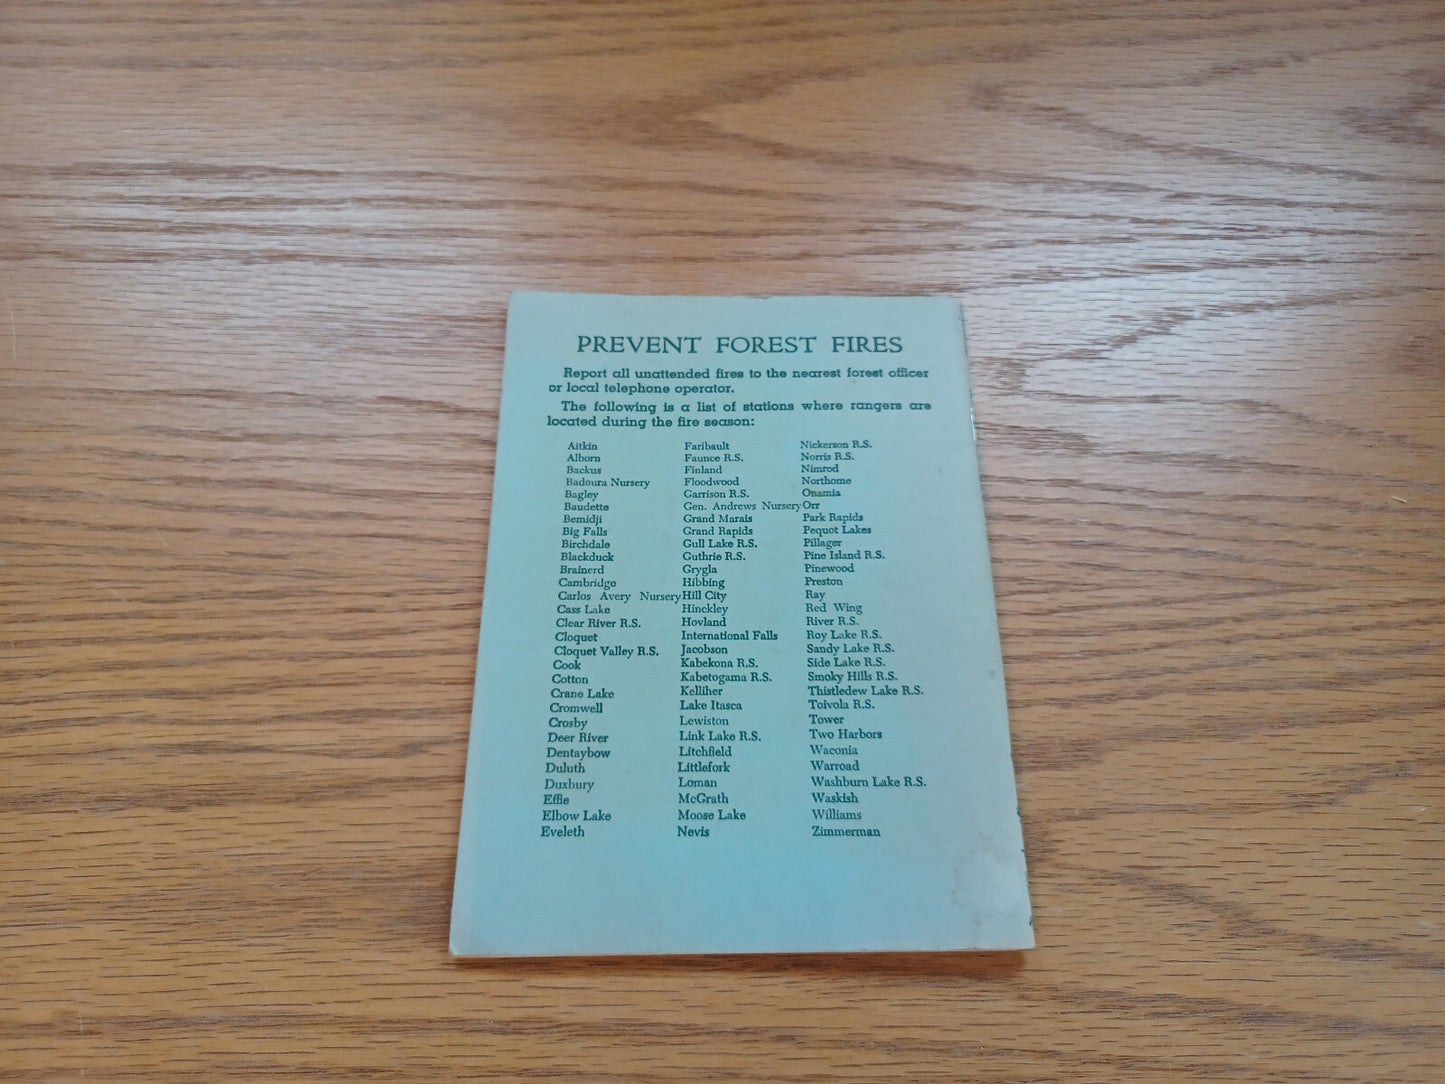 PREVENT FOREST FIRES
Report all unattended fires to the nearest forest officer
or local telephone operator.
The following is a list of stations where rangers are
located during the fire season:
Aitkin
Alborn
Backus
Badoura Nursery
Bagley
Baudette
Bemidji
Big Falls
Birchdale
Blackduck
Brainerd
Cambridge
Carlos Avery Nursery
Cass Lake
Clear River R.S.
Cloquet
Cloquet Valley R.S.
Cook
Cotton
Crane Lake
Cromwell
Crosby
Deer River
Dentaybow
Duluth
Duxbury
Effie
Elbow Lake
Eveleth
Faribault
Faunce R.S.
Finland
Floodwood
Garrison R.S.
Gen. Andrews Nursery
Grand Marais
Grand Rapids
Gull Lake R.S.
Guthrie R.S.
Grygla
Hibbing
Hill City
Hinckley
Hovland
International Falls
Jacobson
Kabekona R.S.
Kabetogama R.S.
Kelliher
Lake Itasca
Lewiston
Link Lake R.S.
Litchfield
Littlefork
Loman
McGrath
Moose Lake
Nevis
Nickerson R.S.
Norris R.S.
Nimrod
Northome
Onamia
Orr
Park Rapids
Pequot Lakes
Pillager
Pine Island R.S.
Pinewood
Preston
Ray
Red Wing
River R.S.
Roy Lake R.S.
Sandy Lake R.S.
Side Lake R.S.
Smoky Hills R.S.
Thistledew Lake R.S.
Toivola R.S.
Tower
Two Harbors
Waconia
Warroad
Washburn Lake R.S.
Waskish
Williams
Zimmerman